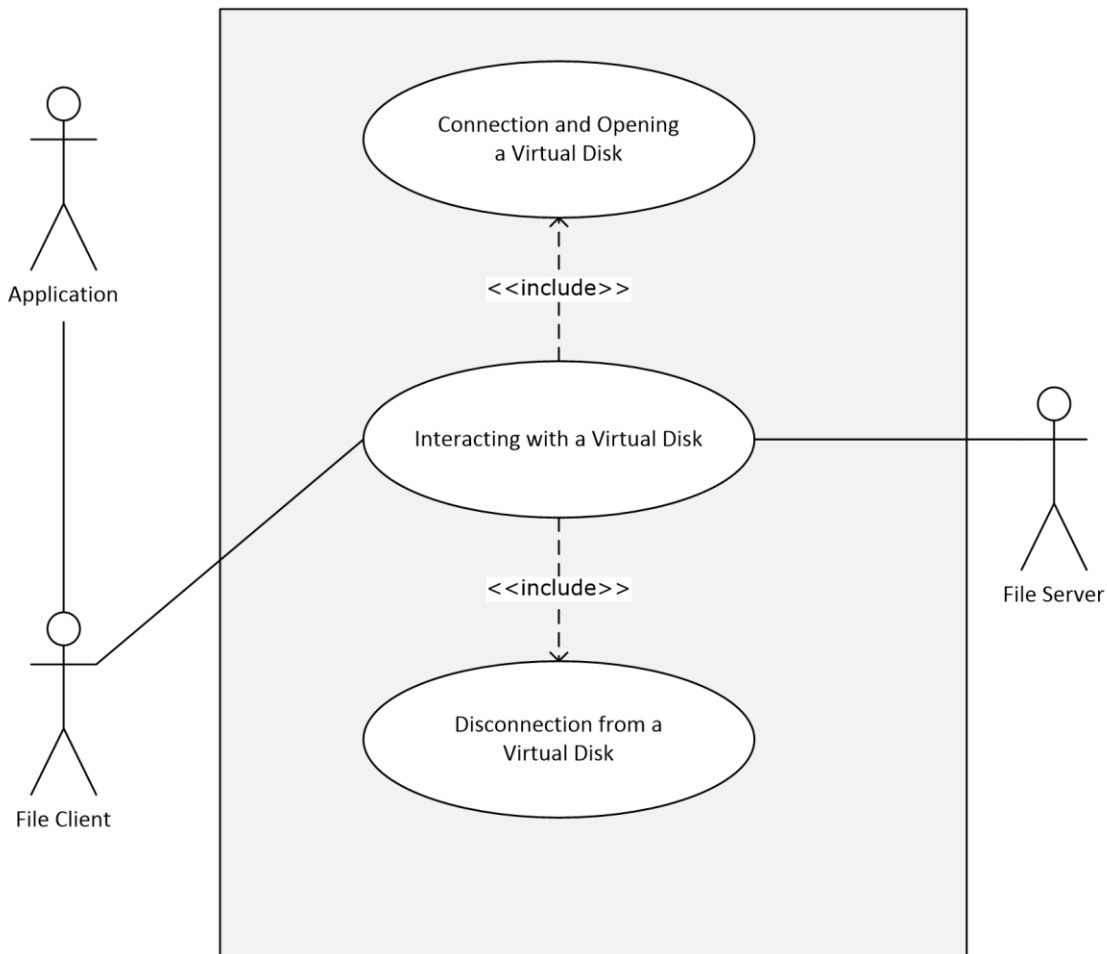 Connection and Opening
a Virtual Disk
Application
<<include>>
Interacting with a Virtual Disk
<<include>>
File Server
Disconnection from a
Virtual Disk
File Client